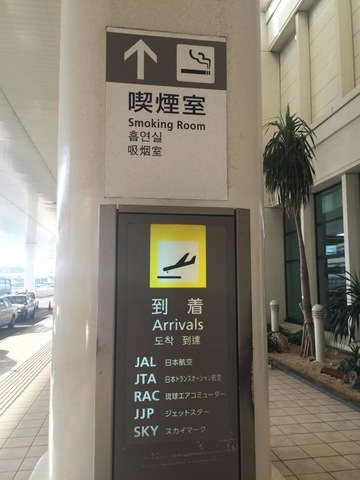 喫煙室
Smoking Room
흡연실
吸烟室
到着
Arrivals
도착 到達
JAL 日本航空
JTA 日本トランスオーシャン航空
RAC 琉球エアコミューター
JJP ジェットスター
SKY スカイマーク